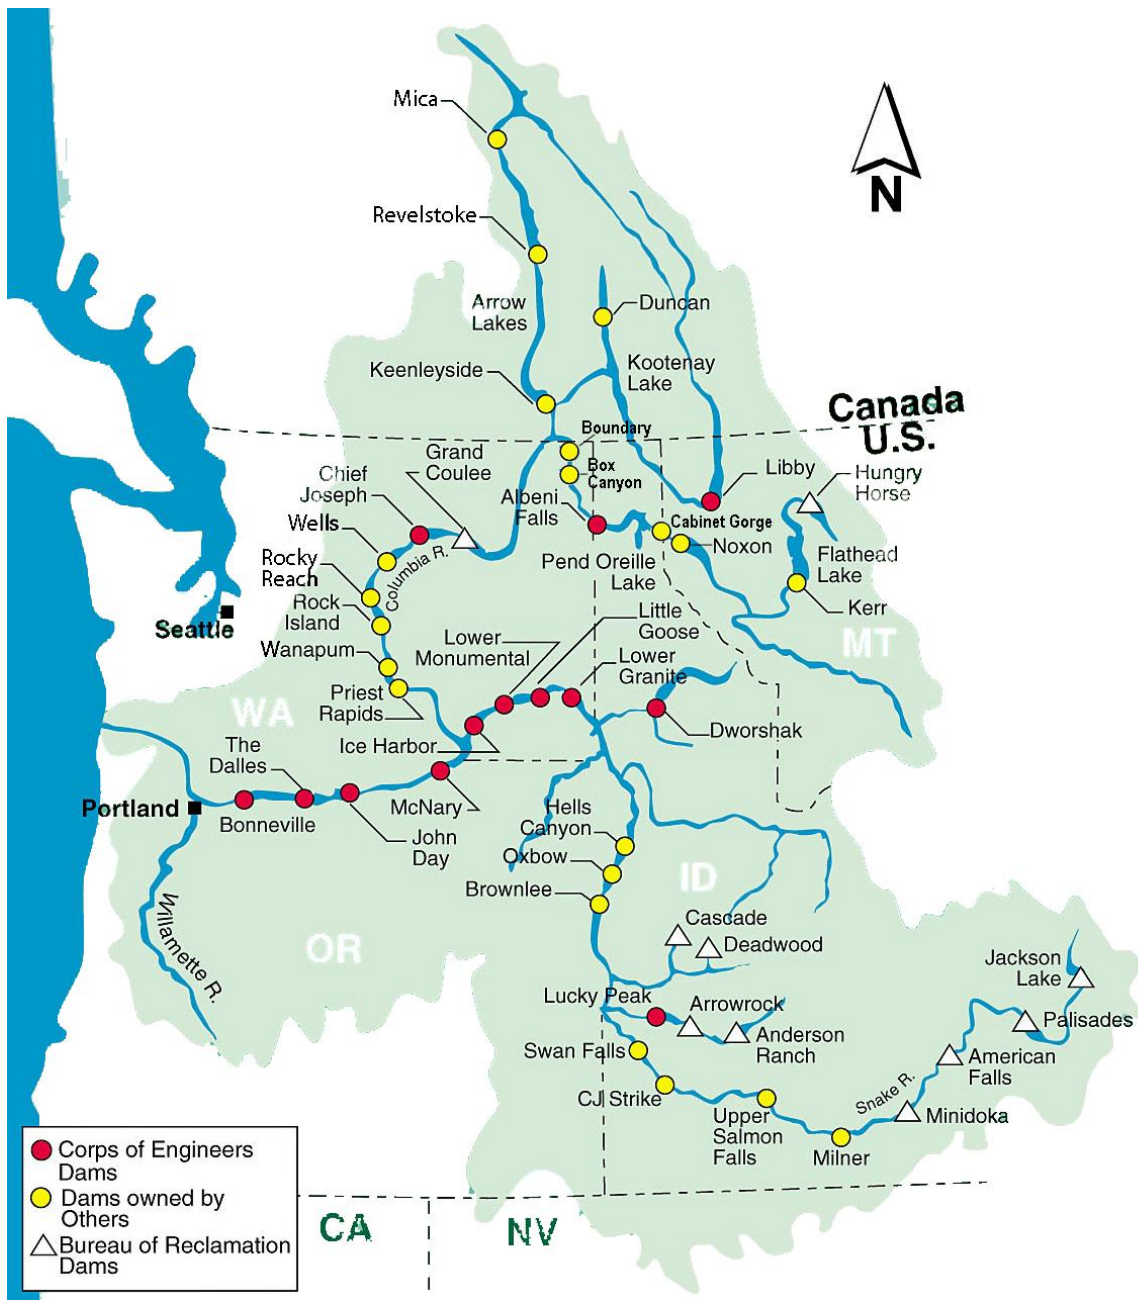 Mica
N
Revelstoke
Arrow
Lakes
Duncan
Keenleyside
Kootenay
Lake
Canada
U.S.
Boundary
Grand
Coulee
Box
Canyon
Chief
Joseph
Libby
Hungry
Horse
Albeni
Falls
Wells
Cabinet Gorge
Noxon
Columbia R.
Rocky
Reach
Pend Oreille
Lake
Flathead
Lake
Rock
Island
Kerr
Seattle
Little
Goose
Lower
Monumental
Wanapum
Lower
Granite
MT
Priest
Rapids
WA
Ice Harbor
Dworshak
The
Dalles
Portland
McNary
Bonneville
John
Day
Hells
Canyon
Oxbow
Brownlee
ID
Willamette R.
OR
Cascade
Deadwood
Jackson
Lake
Lucky Peak
Arrowrock
Anderson
Ranch
Palisades
Swan Falls
American
Falls
CJ Strike
Snake R.
Upper
Salmon
Falls
Minidoka
Milner
Corps of Engineers
Dams
Dams owned by
Others
Bureau of Reclamation
Dams
CA
NV